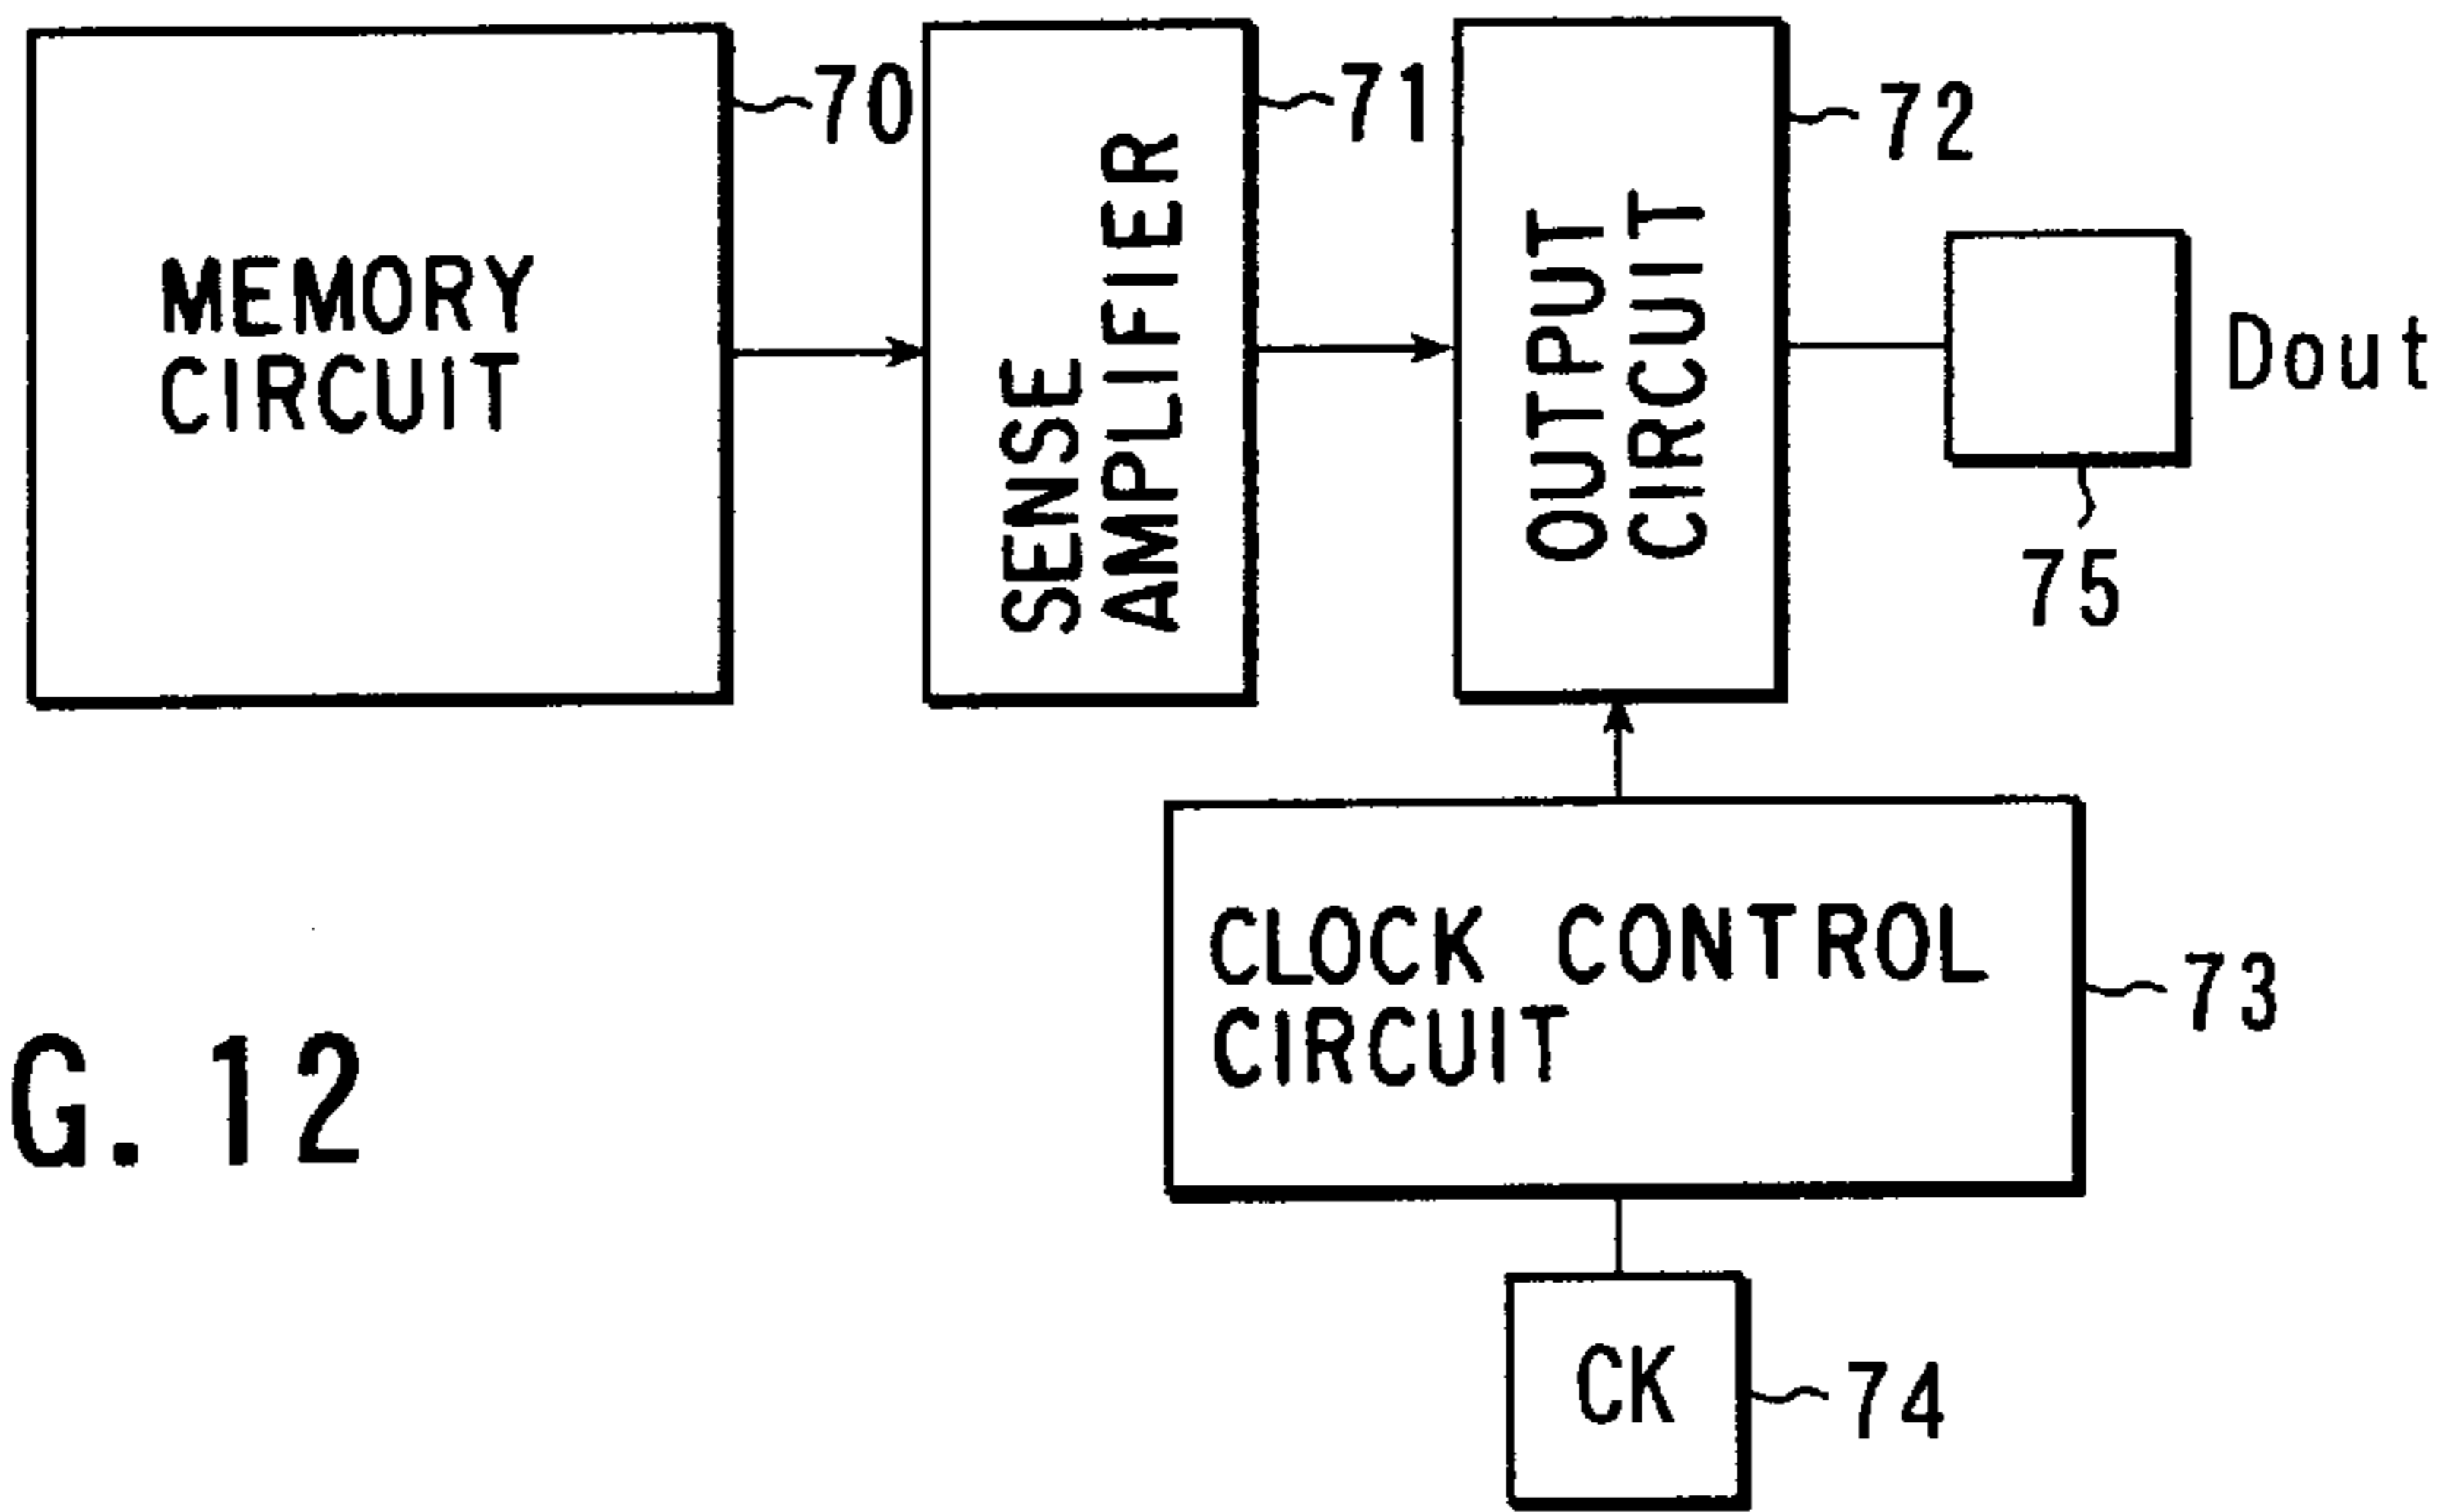 MEMORY
CIRCUIT
70
SENSE
AMPLIFIER
71
OUTPUT
CIRCUIT
72
Dout
75
CLOCK CONTROL
CIRCUIT
73
CK
74
G. 12